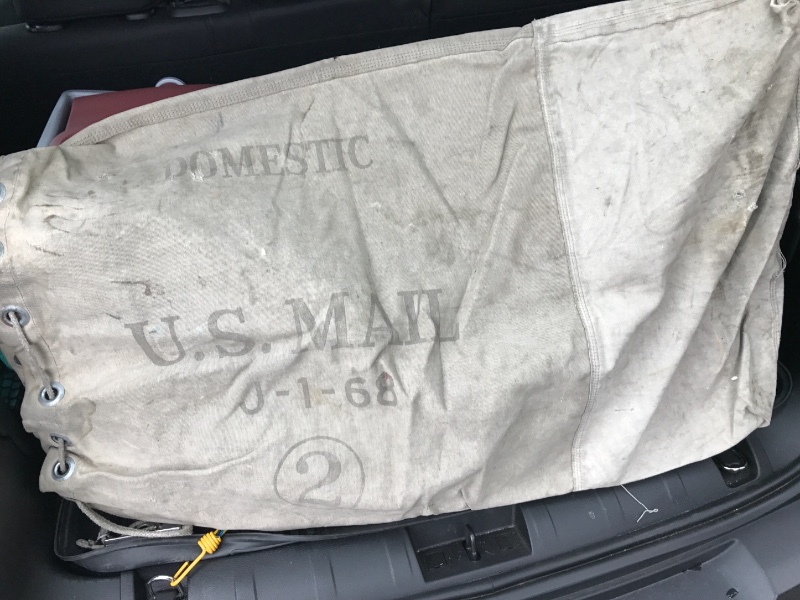 DOMESTIC
U.S. MAIL
J-1-68
2